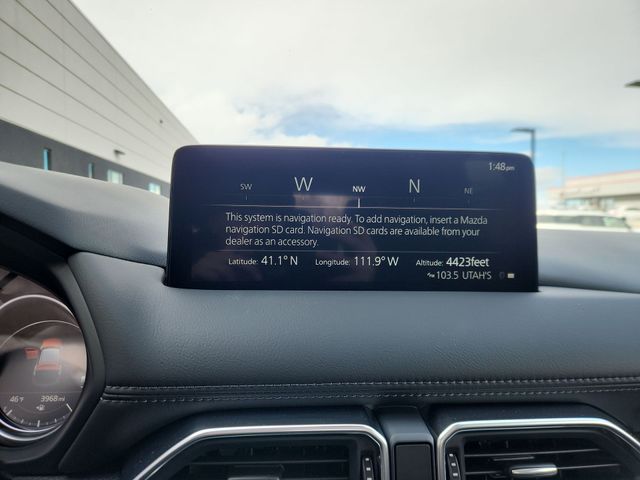 1:48pm
SW W NW N NE
This system is navigation ready. To add navigation, insert a Mazda
navigation SD card. Navigation SD cards are available from your
dealer as an accessory.
Latitude: 41.1° N Longitude: 111.9° W Altitude: 4423feet
103.5 UTAH'S
46°F 3968mi